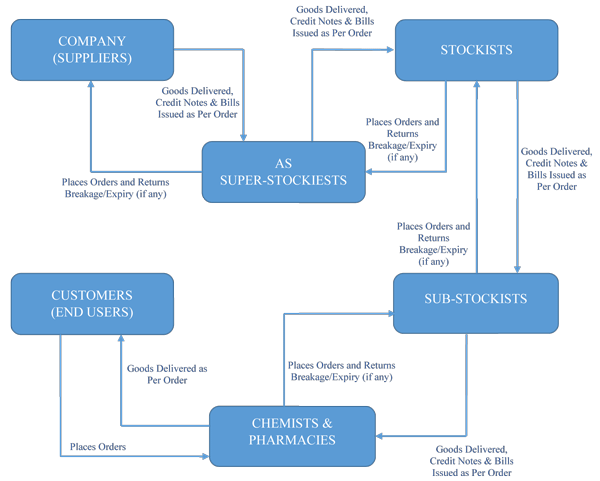 COMPANY
(SUPPLIERS)
Goods Delivered,
Credit Notes & Bills
Issued as Per Order
STOCKISTS
Goods Delivered,
Credit Notes & Bills
Issued as Per Order
Places Orders and
Returns
Breakage/Expiry
(if any)
AS
SUPER-STOCKIESTS
Places Orders and Returns
Breakage/Expiry (if any)
Goods Delivered,
Credit Notes &
Bills Issued as
Per Order
Places Orders and
Returns
Breakage/Expiry
(if any)
CUSTOMERS
(END USERS)
SUB-STOCKISTS
Goods Delivered as
Per Order
Places Orders and Returns
Breakage/Expiry (if any)
CHEMISTS &
PHARMACIES
Places Orders
Goods Delivered,
Credit Notes & Bills
Issued as Per Order